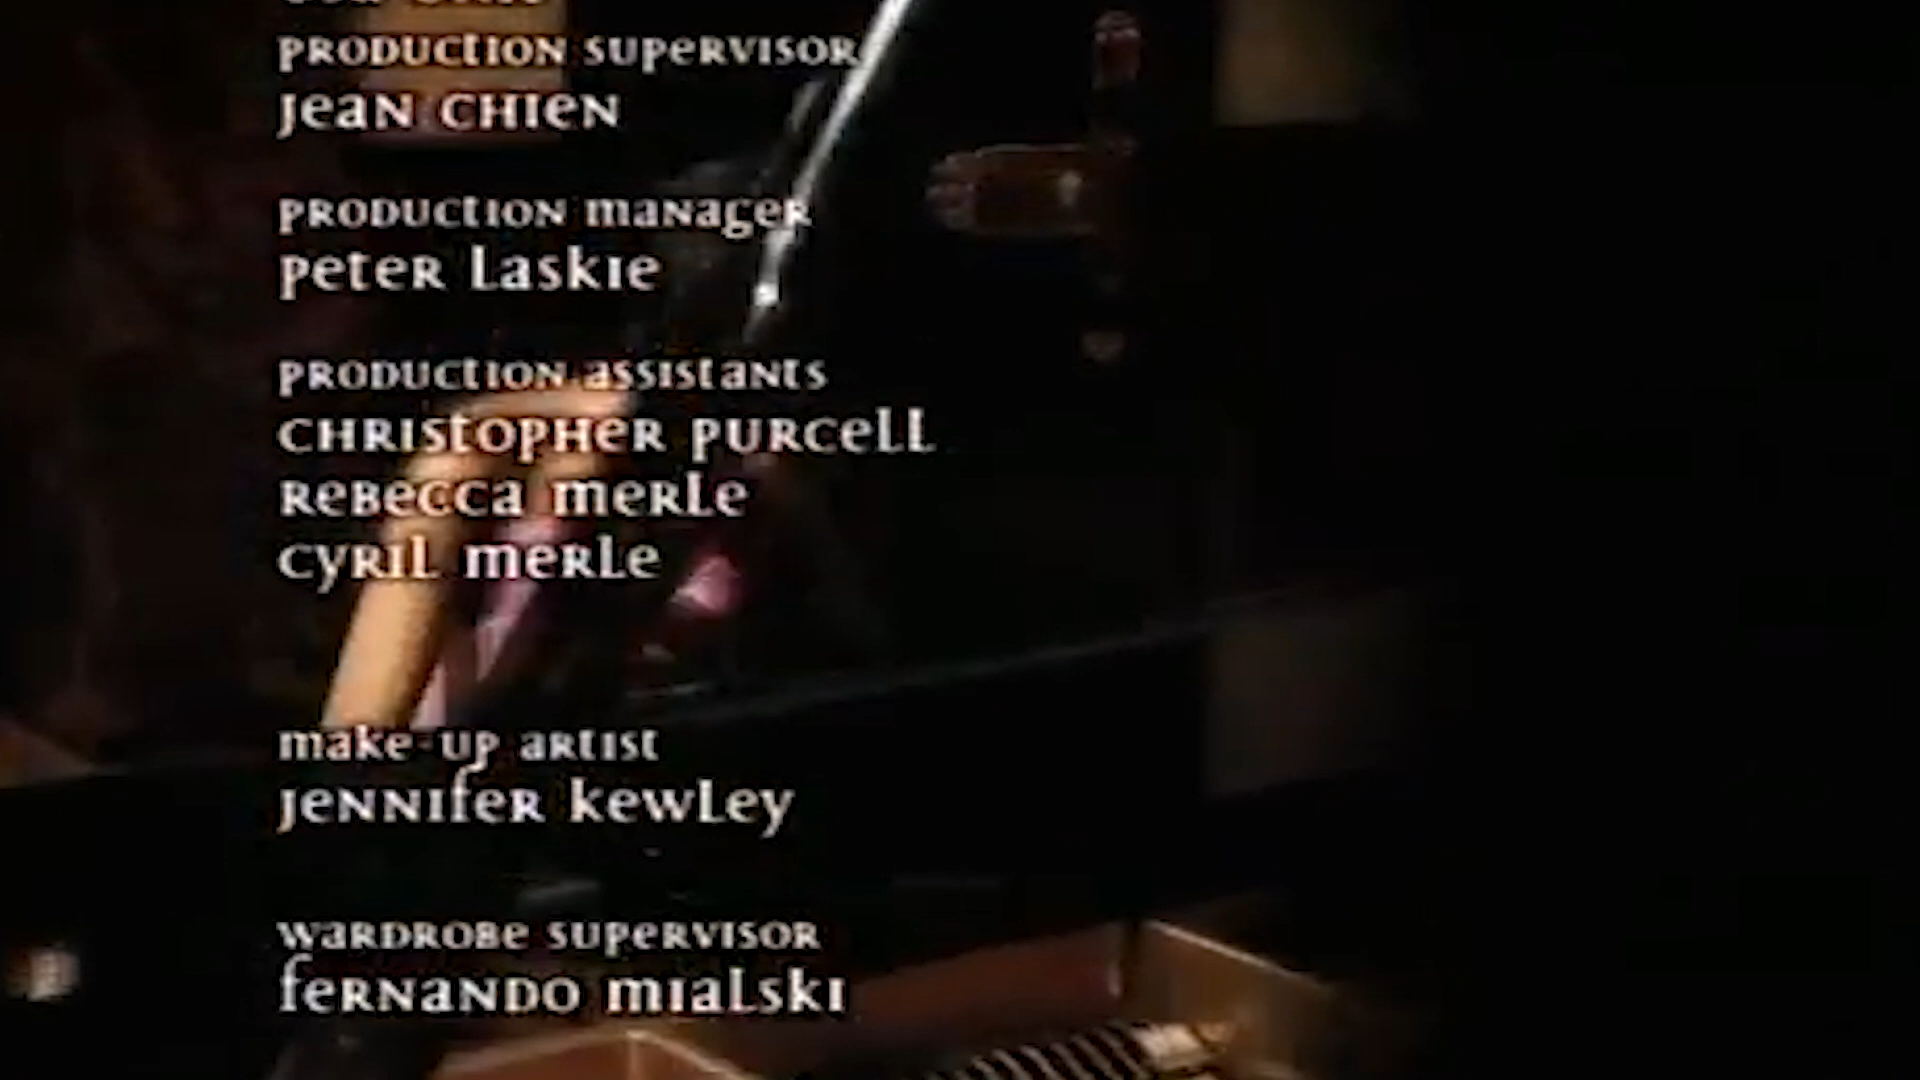 PRODUCTION SUPERVISOR
JEAN CHIEN
PRODUCTION MANAGER
PETER LASKIE
PRODUCTION ASSISTANTS
CHRISTOPHER PURCELL
REBECCA MERLE
CYRIL MERLE
MAKE-UP ARTIST
JENNIFER KEWLEY
WARDROBE SUPERVISOR
FERNANDO MIALSKI